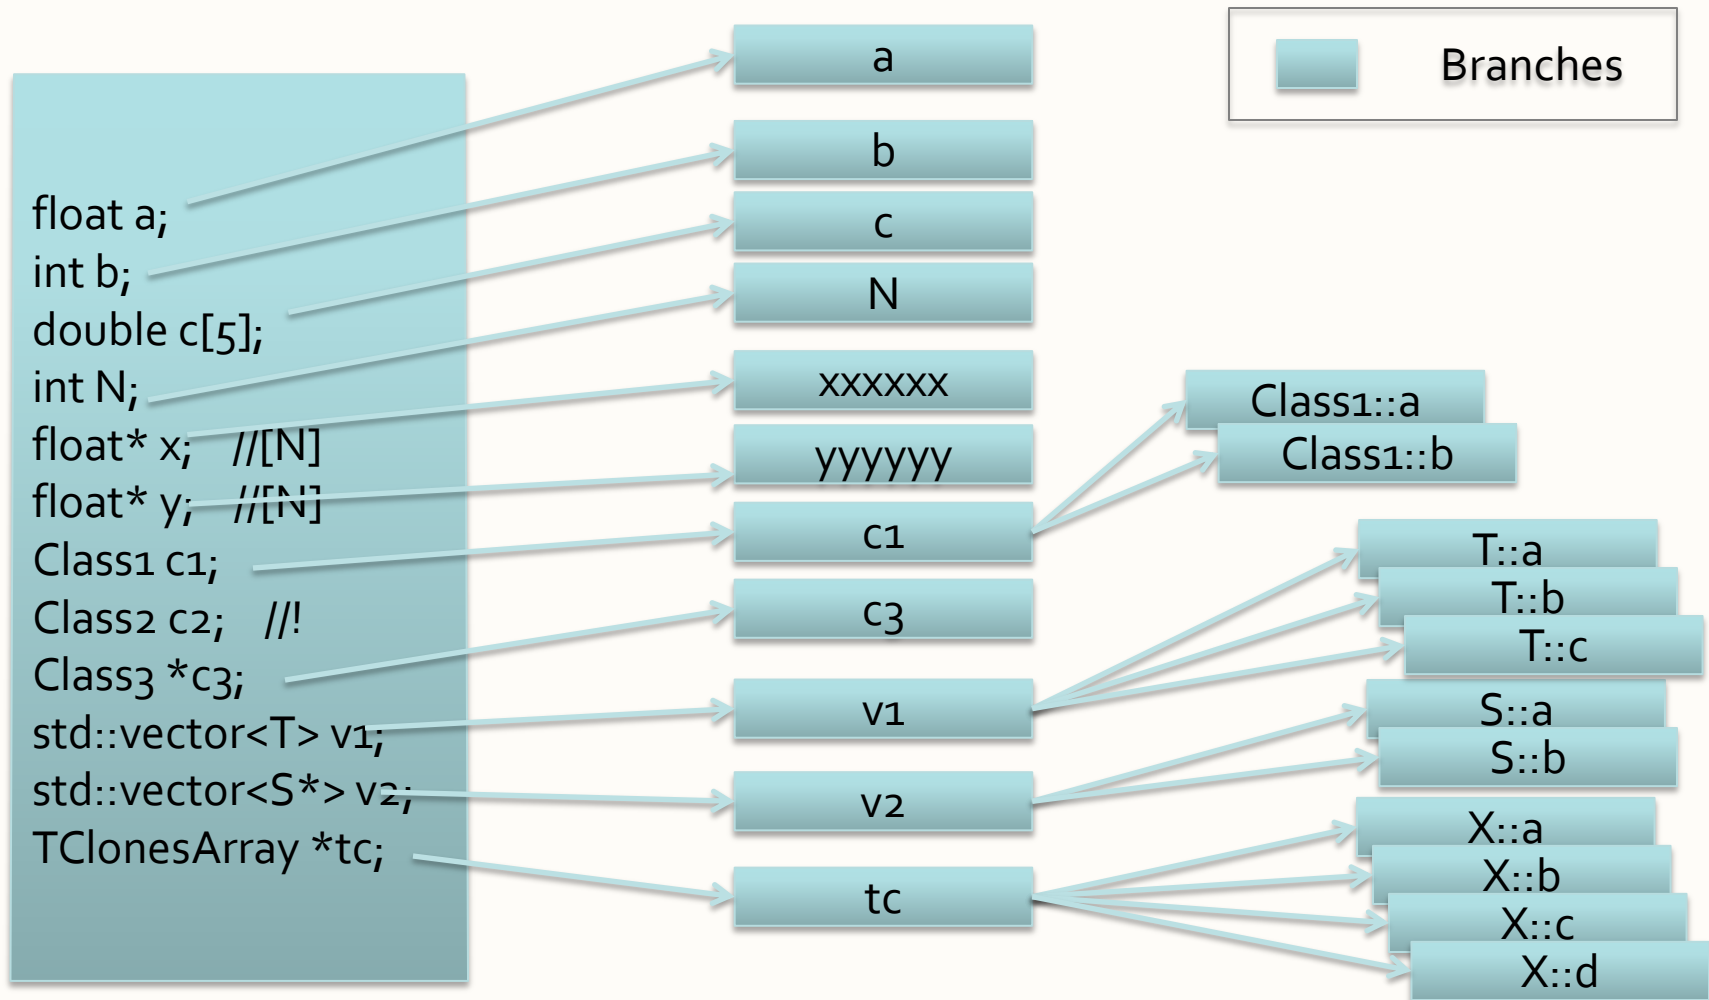 float a;
int b;
double c[5];
int N;
float* x; //[N]
float* y; //[N]
Class1 c1;
Class2 c2; //!
Class3 *c3;
std::vector<T> v1;
std::vector<S*> v2;
TClonesArray *tc;
a
b
c
N
xxxxxx
yyyyyy
c1
c3
v1
v2
tc
Branches
Class1::a
Class1::b
T::a
T::b
T::c
S::a
S::b
X::a
X::b
X::c
X::d